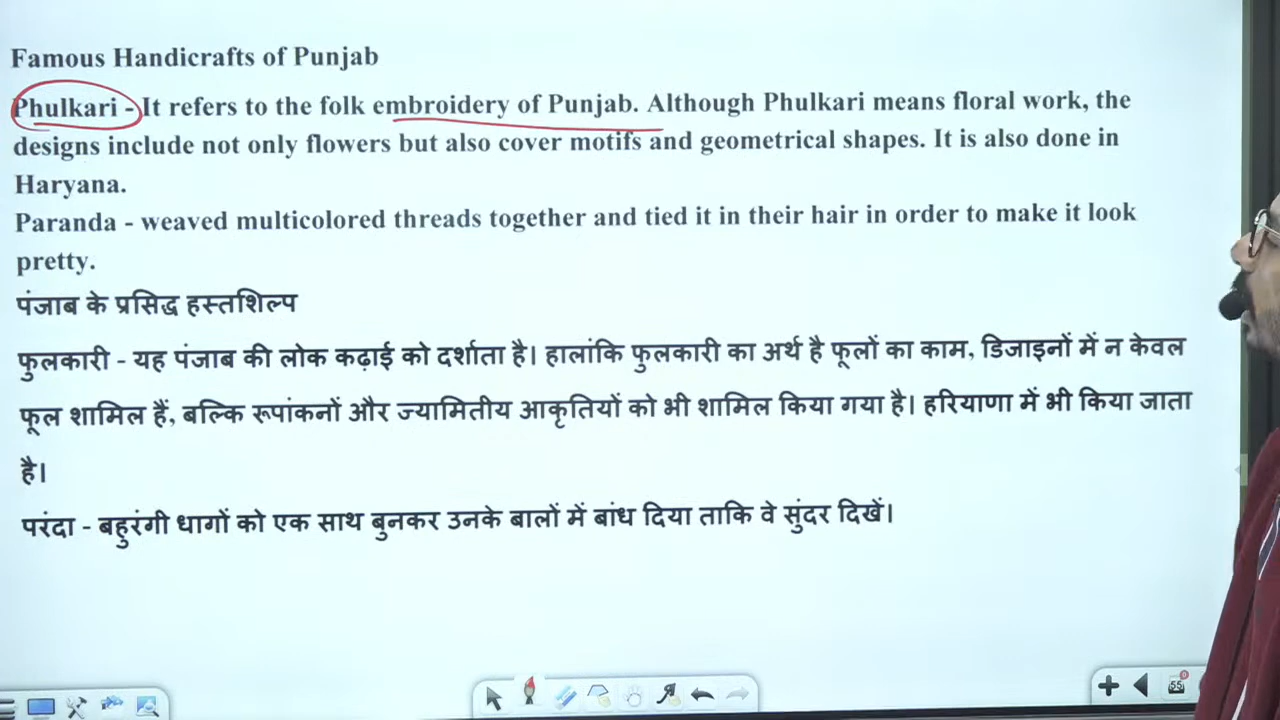 Famous Handicrafts of Punjab
Phulkari - It refers to the folk embroidery of Punjab. Although Phulkari means floral work, the
designs include not only flowers but also cover motifs and geometrical shapes. It is also done in
Haryana.
Paranda - weaved multicolored threads together and tied it in their hair in order to make it look
pretty.
पंजाब के प्रसिद्ध हस्तशिल्प
फुलकारी - यह पंजाब की लोक कढ़ाई को दर्शाता है। हालांकि फुलकारी का अर्थ है फूलों का काम, डिजाइनों में न केवल
फूल शामिल हैं, बल्कि रूपांकनों और ज्यामितीय आकृतियों को भी शामिल किया गया है। हरियाणा में भी किया जाता
है।
परंदा - बहुरंगी धागों को एक साथ बुनकर उनके बालों में बांध दिया ताकि वे सुंदर दिखें।
55